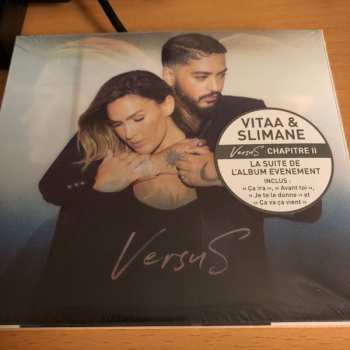 VITAA &
SLIMANE
VersuS CHAPITRE II
LA SUITE DE
L'ALBUM EVENEMENT
INCLUS :
« Ça ira », « Avant toi »,
« Je te le donne » et
« Ça va ça vient »
VersuS